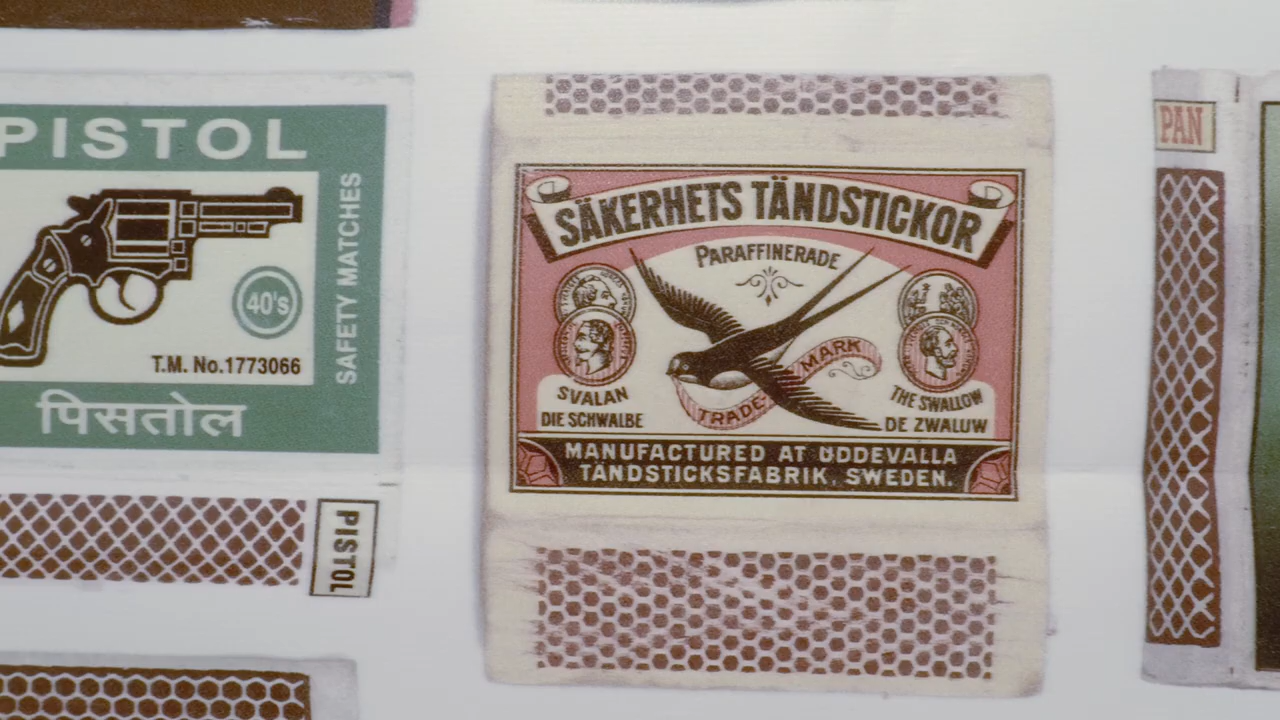 PISTOL
SAFETY MATCHES
40's
T.M. No.1773066
पिसतोल
PISTOL
SÄKERHETS TÄNDSTICKOR
PARAFFINERADE
TRADE-MARK
SVALAN
DIE SCHWALBE
THE SWALLOW
DE ZWALUW
MANUFACTURED AT UDDEVALLA
TÄNDSTICKSFABRIK, SWEDEN.
PAN